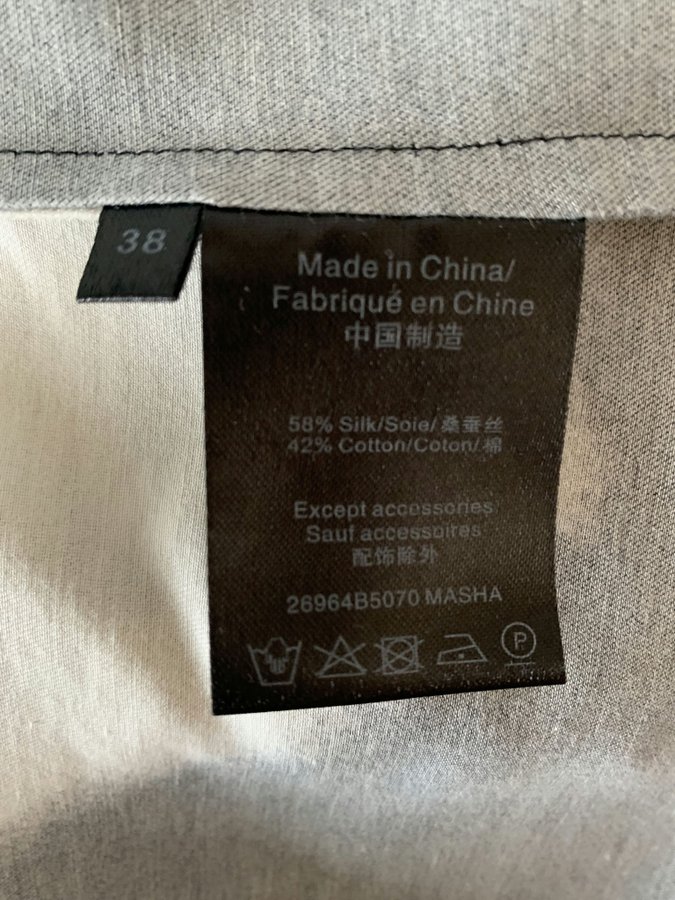 38
Made in China/
Fabriqué en Chine
中国制造
58% Silk/Soie/桑蚕丝
42% Cotton/Coton/棉
Except accessories
Sauf accessoires
配饰除外
26964B5070 MASHA
P